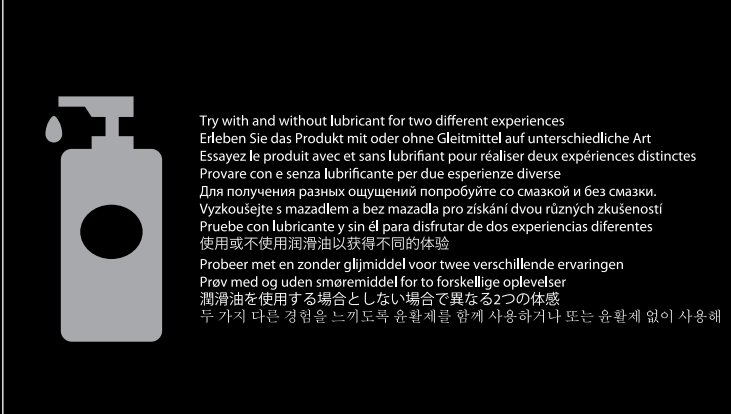 Try with and without lubricant for two different experiences
Erleben Sie das Produkt mit oder ohne Gleitmittel auf unterschiedliche Art
Essayez le produit avec et sans lubrifiant pour réaliser deux expériences distinctes
Provare con e senza lubrificante per due esperienze diverse
Для получения разных ощущений попробуйте со смазкой и без смазки.
Vyzkoušejte s mazadlem a bez mazadla pro získání dvou různých zkušeností
Pruebe con lubricante y sin él para disfrutar de dos experiencias diferentes
使用或不使用润滑油以获得不同的体验
Probeer met en zonder glijmiddel voor twee verschillende ervaringen
Prøv med og uden smøremiddel for to forskellige oplevelser
潤滑油を使用する場合としない場合で異なる2つの体感
두 가지 다른 경험을 느끼도록 윤활제를 함께 사용하거나 또는 윤활제 없이 사용해